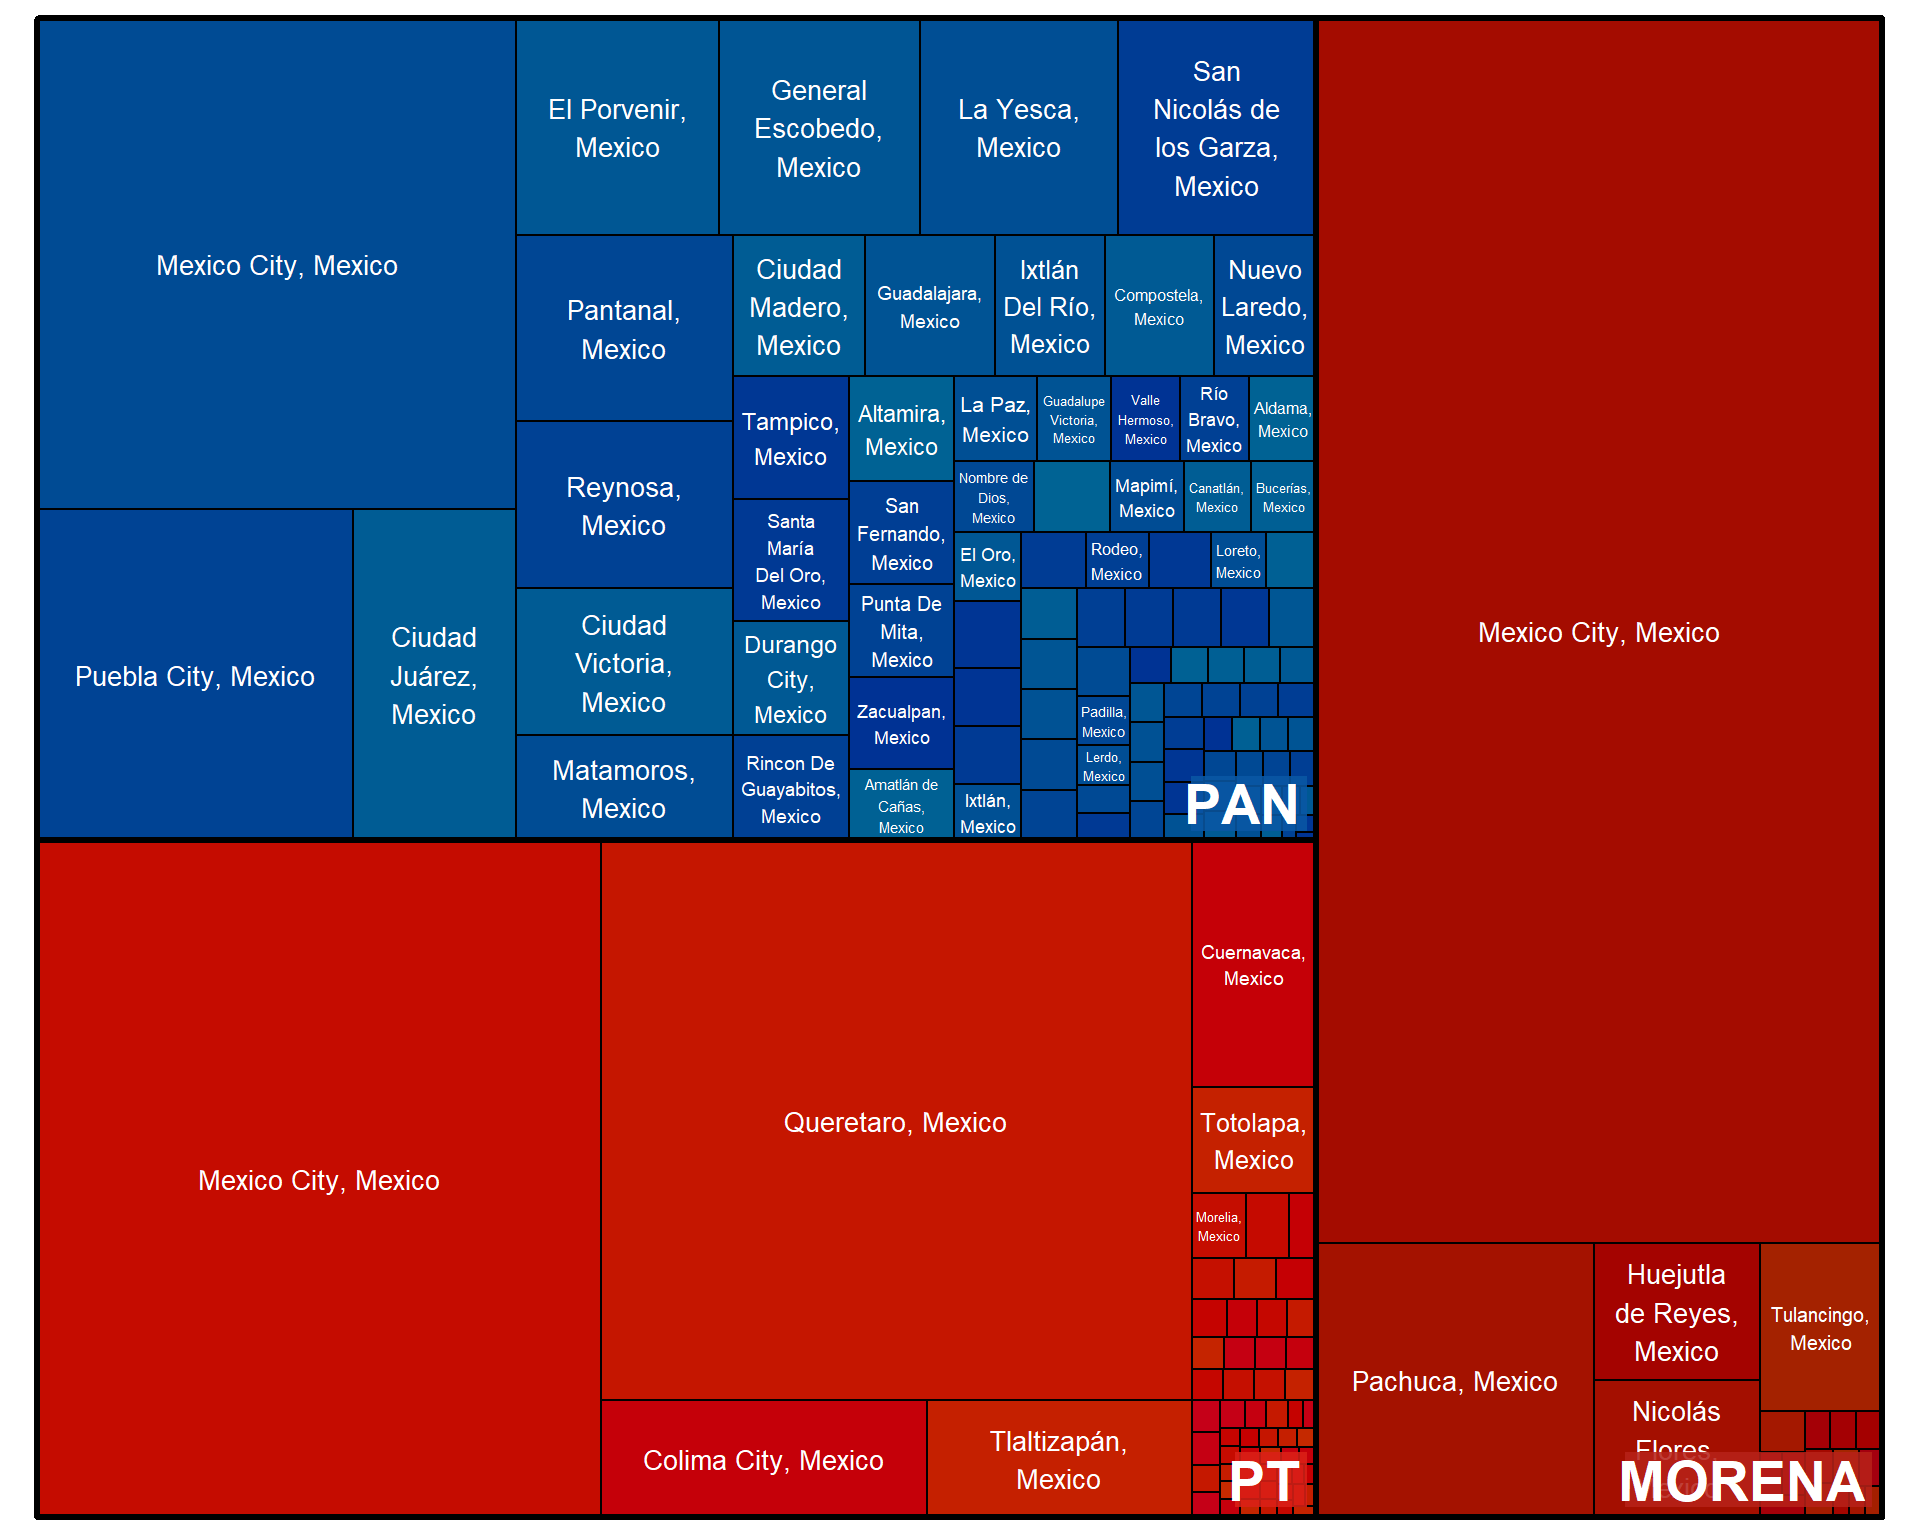 Mexico City, Mexico
El Porvenir,
Mexico
General
Escobedo,
Mexico
La Yesca,
Mexico
San
Nicolás de
los Garza,
Mexico
Pantanal,
Mexico
Ciudad
Madero,
Mexico
Guadalajara,
Mexico
Ixtlán
Del Río,
Mexico
Compostela,
Mexico
Nuevo
Laredo,
Mexico
Tampico,
Mexico
Altamira,
Mexico
La Paz,
Mexico
Guadalupe
Victoria,
Mexico
Valle
Hermoso,
Mexico
Río
Bravo,
Mexico
Aldama,
Mexico
Reynosa,
Mexico
Nombre de
Dios,
Mexico
Mapimí,
Mexico
Canatlán,
Mexico
Bucerías,
Mexico
Santa
María
Del Oro,
Mexico
San
Fernando,
Mexico
El Oro,
Mexico
Rodeo,
Mexico
Loreto,
Mexico
Puebla City, Mexico
Ciudad
Juárez,
Mexico
Ciudad
Victoria,
Mexico
Durango
City,
Mexico
Punta De
Mita,
Mexico
Zacualpan,
Mexico
Padilla,
Mexico
Lerdo,
Mexico
Matamoros,
Mexico
Rincon De
Guayabitos,
Mexico
Amatlán de
Cañas,
Mexico
Ixtlán,
Mexico
PAN
Mexico City, Mexico
Queretaro, Mexico
Cuernavaca,
Mexico
Totolapa,
Mexico
Morelia,
Mexico
Colima City, Mexico
Tlaltizapán,
Mexico
PT
Mexico City, Mexico
Pachuca, Mexico
Huejutla
de Reyes,
Mexico
Tulancingo,
Mexico
Nicolás
Flores,
MORENA